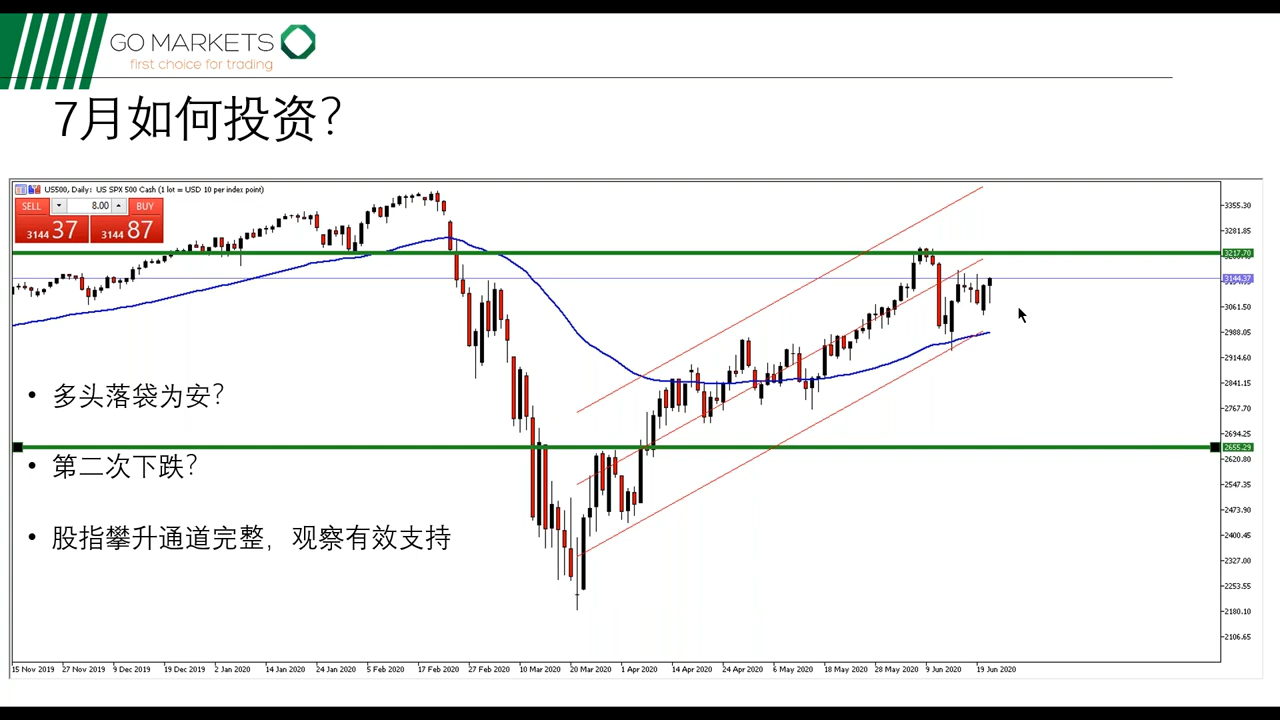 GO MARKETS
first choice for trading
7月如何投资?
US500, Daily: US SPX 500 Cash (1 lot = USD 10 per index point)
SELL 8.00 BUY
3144 37 3144 87
3355.30
3281.85
3217.70
3144.37
3061.50
2988.05
2914.60
2841.15
2767.70
2694.25
2655.29
2620.80
2547.35
2473.90
2400.45
2327.00
2253.55
2180.10
2106.65
• 多头落袋为安?
• 第二次下跌?
• 股指攀升通道完整,观察有效支持
15 Nov 2019 27 Nov 2019 9 Dec 2019 19 Dec 2019 2 Jan 2020 14 Jan 2020 24 Jan 2020 5 Feb 2020 17 Feb 2020 27 Feb 2020 10 Mar 2020 20 Mar 2020 1 Apr 2020 14 Apr 2020 24 Apr 2020 6 May 2020 18 May 2020 28 May 2020 9 Jun 2020 19 Jun 2020